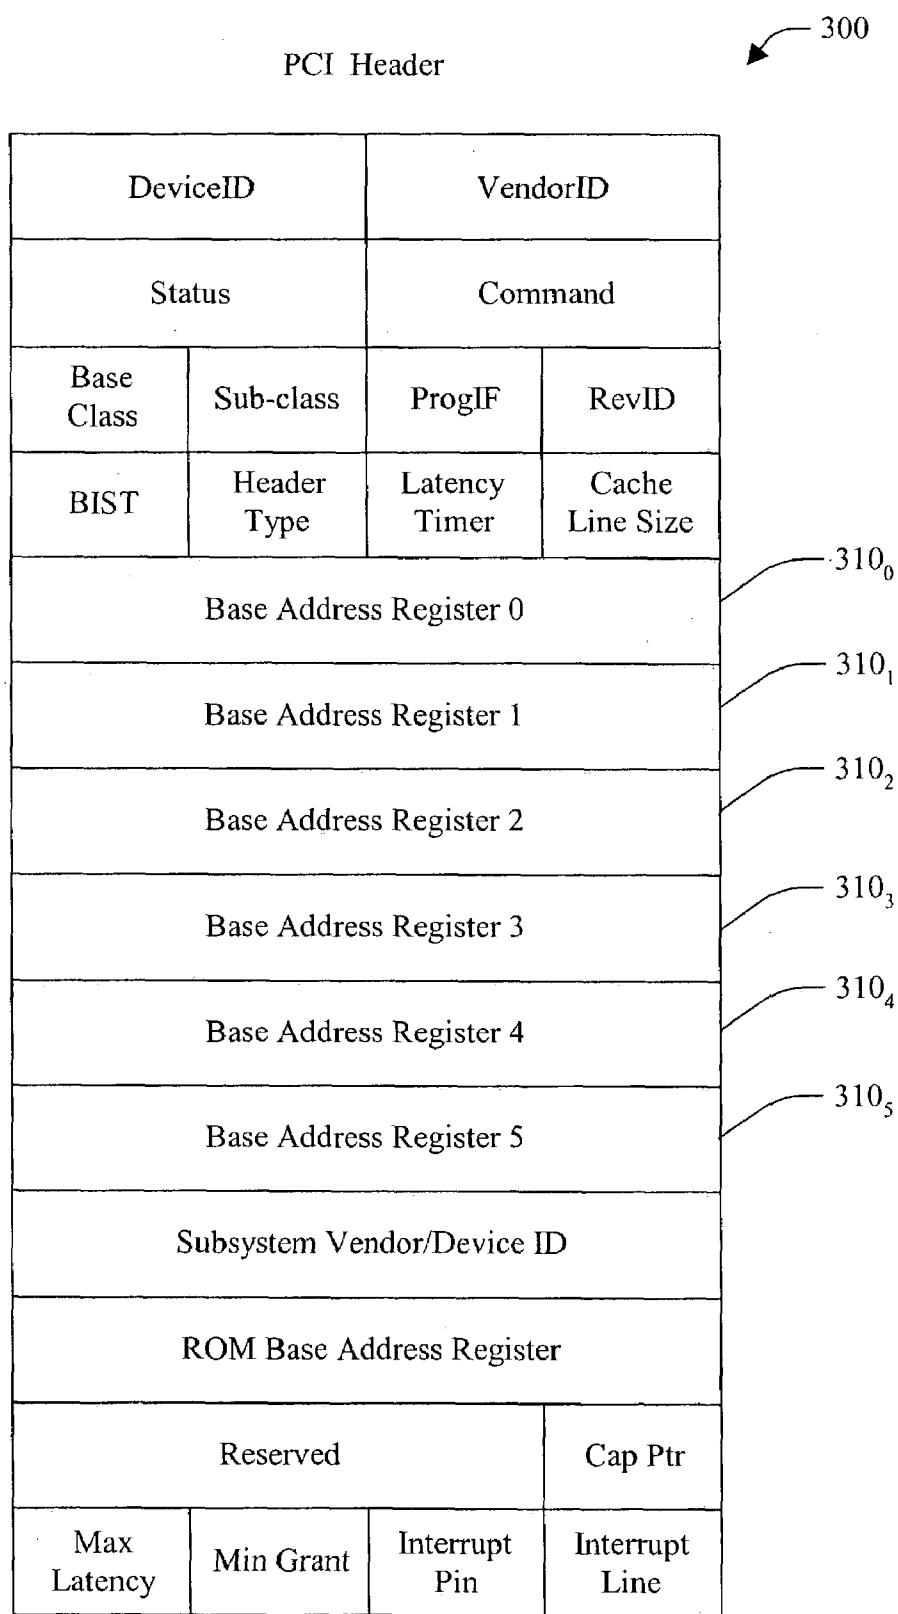 300
PCI Header
DeviceID
VendorID
Status
Command
Base
Class
Sub-class
ProgIF
RevID
BIST
Header
Type
Latency
Timer
Cache
Line Size
Base Address Register 0
310₀
Base Address Register 1
310₁
Base Address Register 2
310₂
Base Address Register 3
310₃
Base Address Register 4
310₄
Base Address Register 5
310₅
Subsystem Vendor/Device ID
ROM Base Address Register
Reserved
Cap Ptr
Max
Latency
Min Grant
Interrupt
Pin
Interrupt
Line